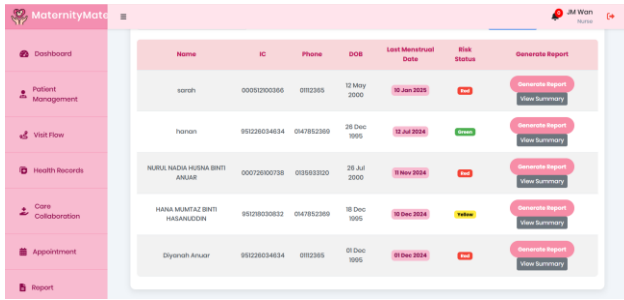 MaternityMate
JM Wan
Nurse
Dashboard
Patient
Management
Visit Flow
Health Records
Care
Collaboration
Appointment
Report
Name IC Phone DOB Last Menstrual Date Risk Status Generate Report
sarah 000512100366 01112365 12 May 2000 10 Jan 2025 Red Generate Report
View Summary
hanan 951226034634 0147852369 26 Dec 1995 12 Jul 2024 Green Generate Report
View Summary
NURUL NADIA HUSNA BINTI ANUAR 000726100738 0135833120 26 Jul 2000 11 Nov 2024 Red Generate Report
View Summary
HANA MUMTAZ BINTI HASANUDDIN 951218030832 0147852369 18 Dec 1995 10 Dec 2024 Yellow Generate Report
View Summary
Diyanah Anuar 951226034634 01112365 01 Dec 1995 01 Dec 2024 Red Generate Report
View Summary